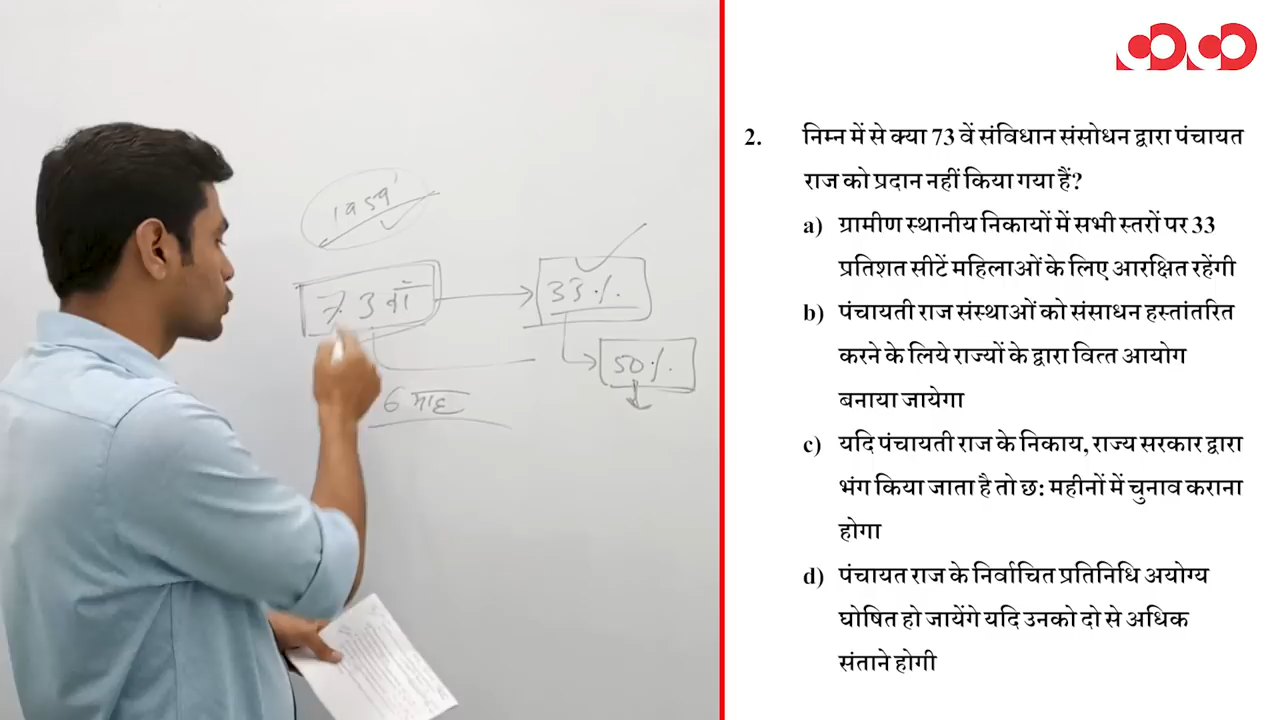 1959
73 वाँ
33%.
50%.
6 माह
2. निम्न में से क्या 73 वें संविधान संसोधन द्वारा पंचायत
राज को प्रदान नहीं किया गया हैं?
a) ग्रामीण स्थानीय निकायों में सभी स्तरों पर 33
प्रतिशत सीटें महिलाओं के लिए आरक्षित रहेंगी
b) पंचायती राज संस्थाओं को संसाधन हस्तांतरित
करने के लिये राज्यों के द्वारा वित्त आयोग
बनाया जायेगा
c) यदि पंचायती राज के निकाय, राज्य सरकार द्वारा
भंग किया जाता है तो छ: महीनों में चुनाव कराना
होगा
d) पंचायत राज के निर्वाचित प्रतिनिधि अयोग्य
घोषित हो जायेंगे यदि उनको दो से अधिक
संताने होगी